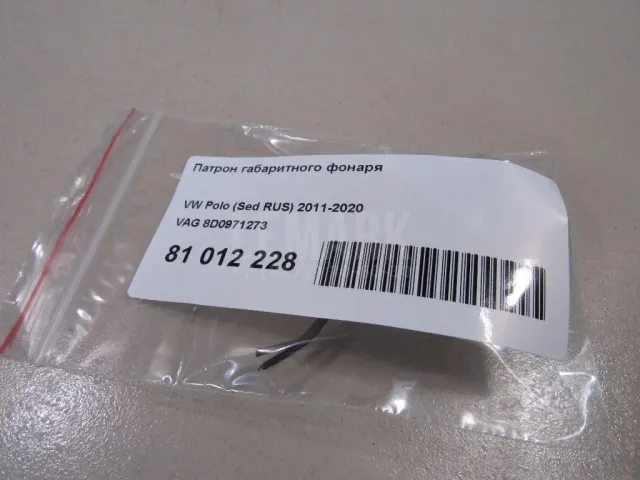 Патрон габаритного фонаря
VW Polo (Sed RUS) 2011-2020
VAG 8D0971273
81 012 228